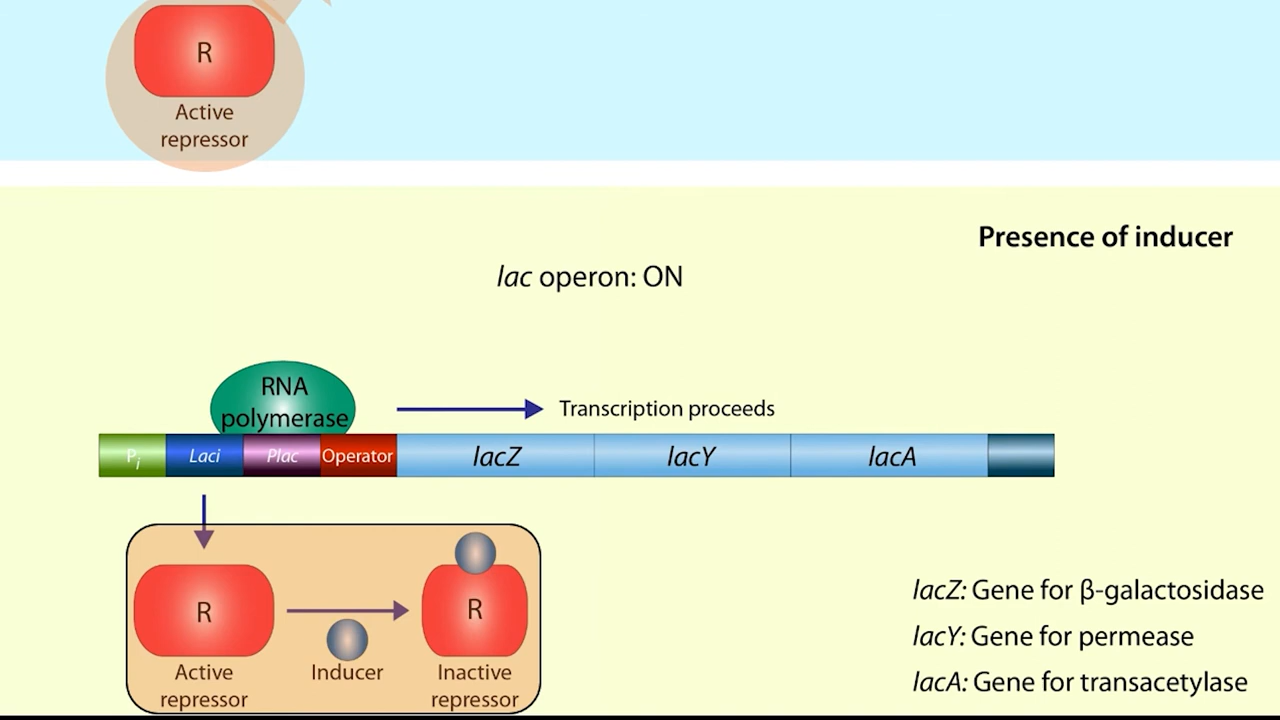 R
Active
repressor
Presence of inducer
lac operon: ON
RNA
polymerase
Transcription proceeds
Pi Laci Plac Operator lacZ lacY lacA
R R
Active Inducer Inactive
repressor repressor
lacZ: Gene for β-galactosidase
lacY: Gene for permease
lacA: Gene for transacetylase